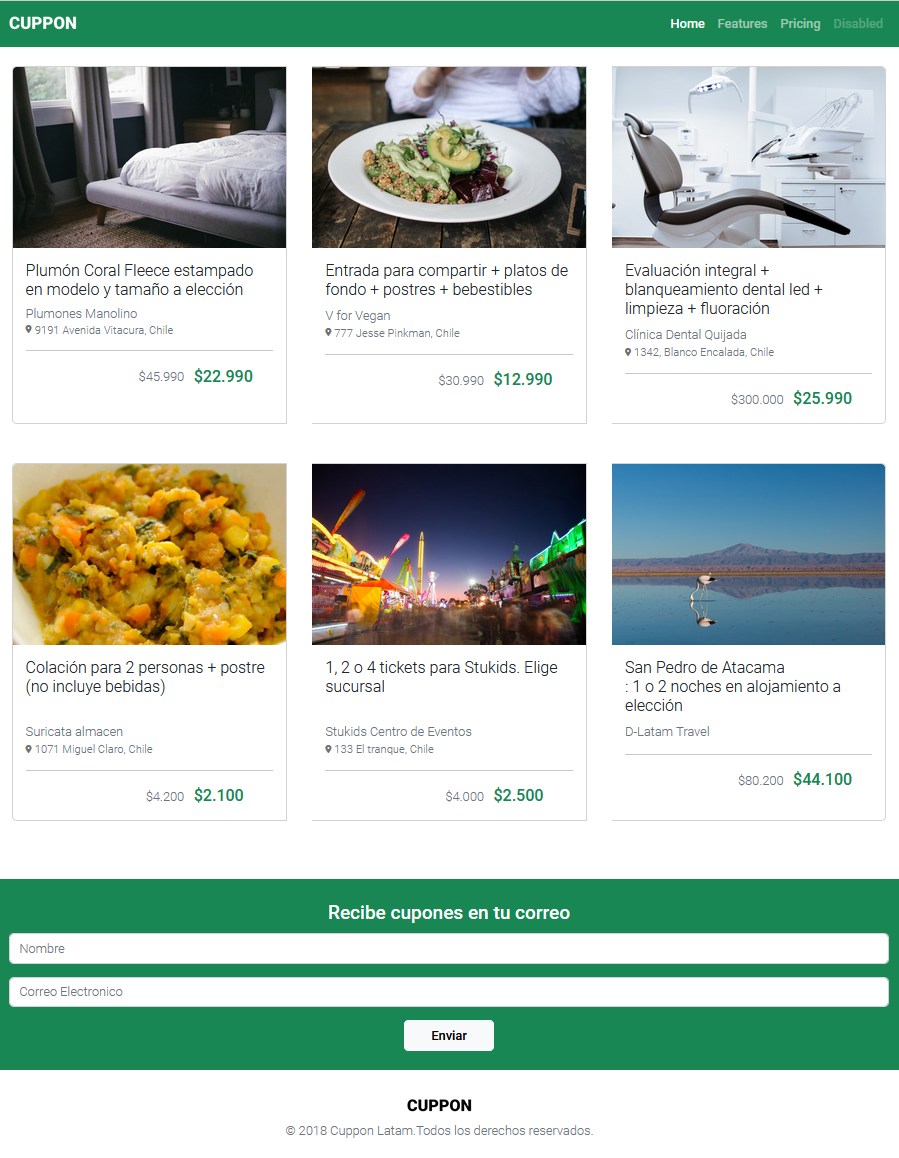 CUPPON
Home Features Pricing Disabled
Plumón Coral Fleece estampado
en modelo y tamaño a elección
Plumones Manolino
9191 Avenida Vitacura, Chile
$45.990 $22.990
Entrada para compartir + platos de
fondo + postres + bebestibles
V for Vegan
777 Jesse Pinkman, Chile
$30.990 $12.990
Evaluación integral +
blanqueamiento dental led +
limpieza + fluoración
Clínica Dental Quijada
1342, Blanco Encalada, Chile
$300.000 $25.990
Colación para 2 personas + postre
(no incluye bebidas)
Suricata almacen
1071 Miguel Claro, Chile
$4.200 $2.100
1, 2 o 4 tickets para Stukids. Elige
sucursal
Stukids Centro de Eventos
133 El tranque, Chile
$4.000 $2.500
San Pedro de Atacama
: 1 o 2 noches en alojamiento a
elección
D-Latam Travel
$80.200 $44.100
Recibe cupones en tu correo
Nombre
Correo Electronico
Enviar
CUPPON
© 2018 Cuppon Latam.Todos los derechos reservados.